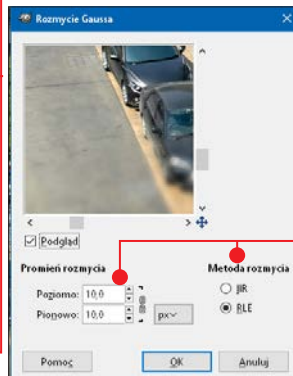 Rozmycie Gaussa
Podgląd
Promień rozmycia
Metoda rozmycia
Poziomo: 10,0
IIR
Pionowo: 10,0
px
RLE
Pomoc
OK
Anuluj